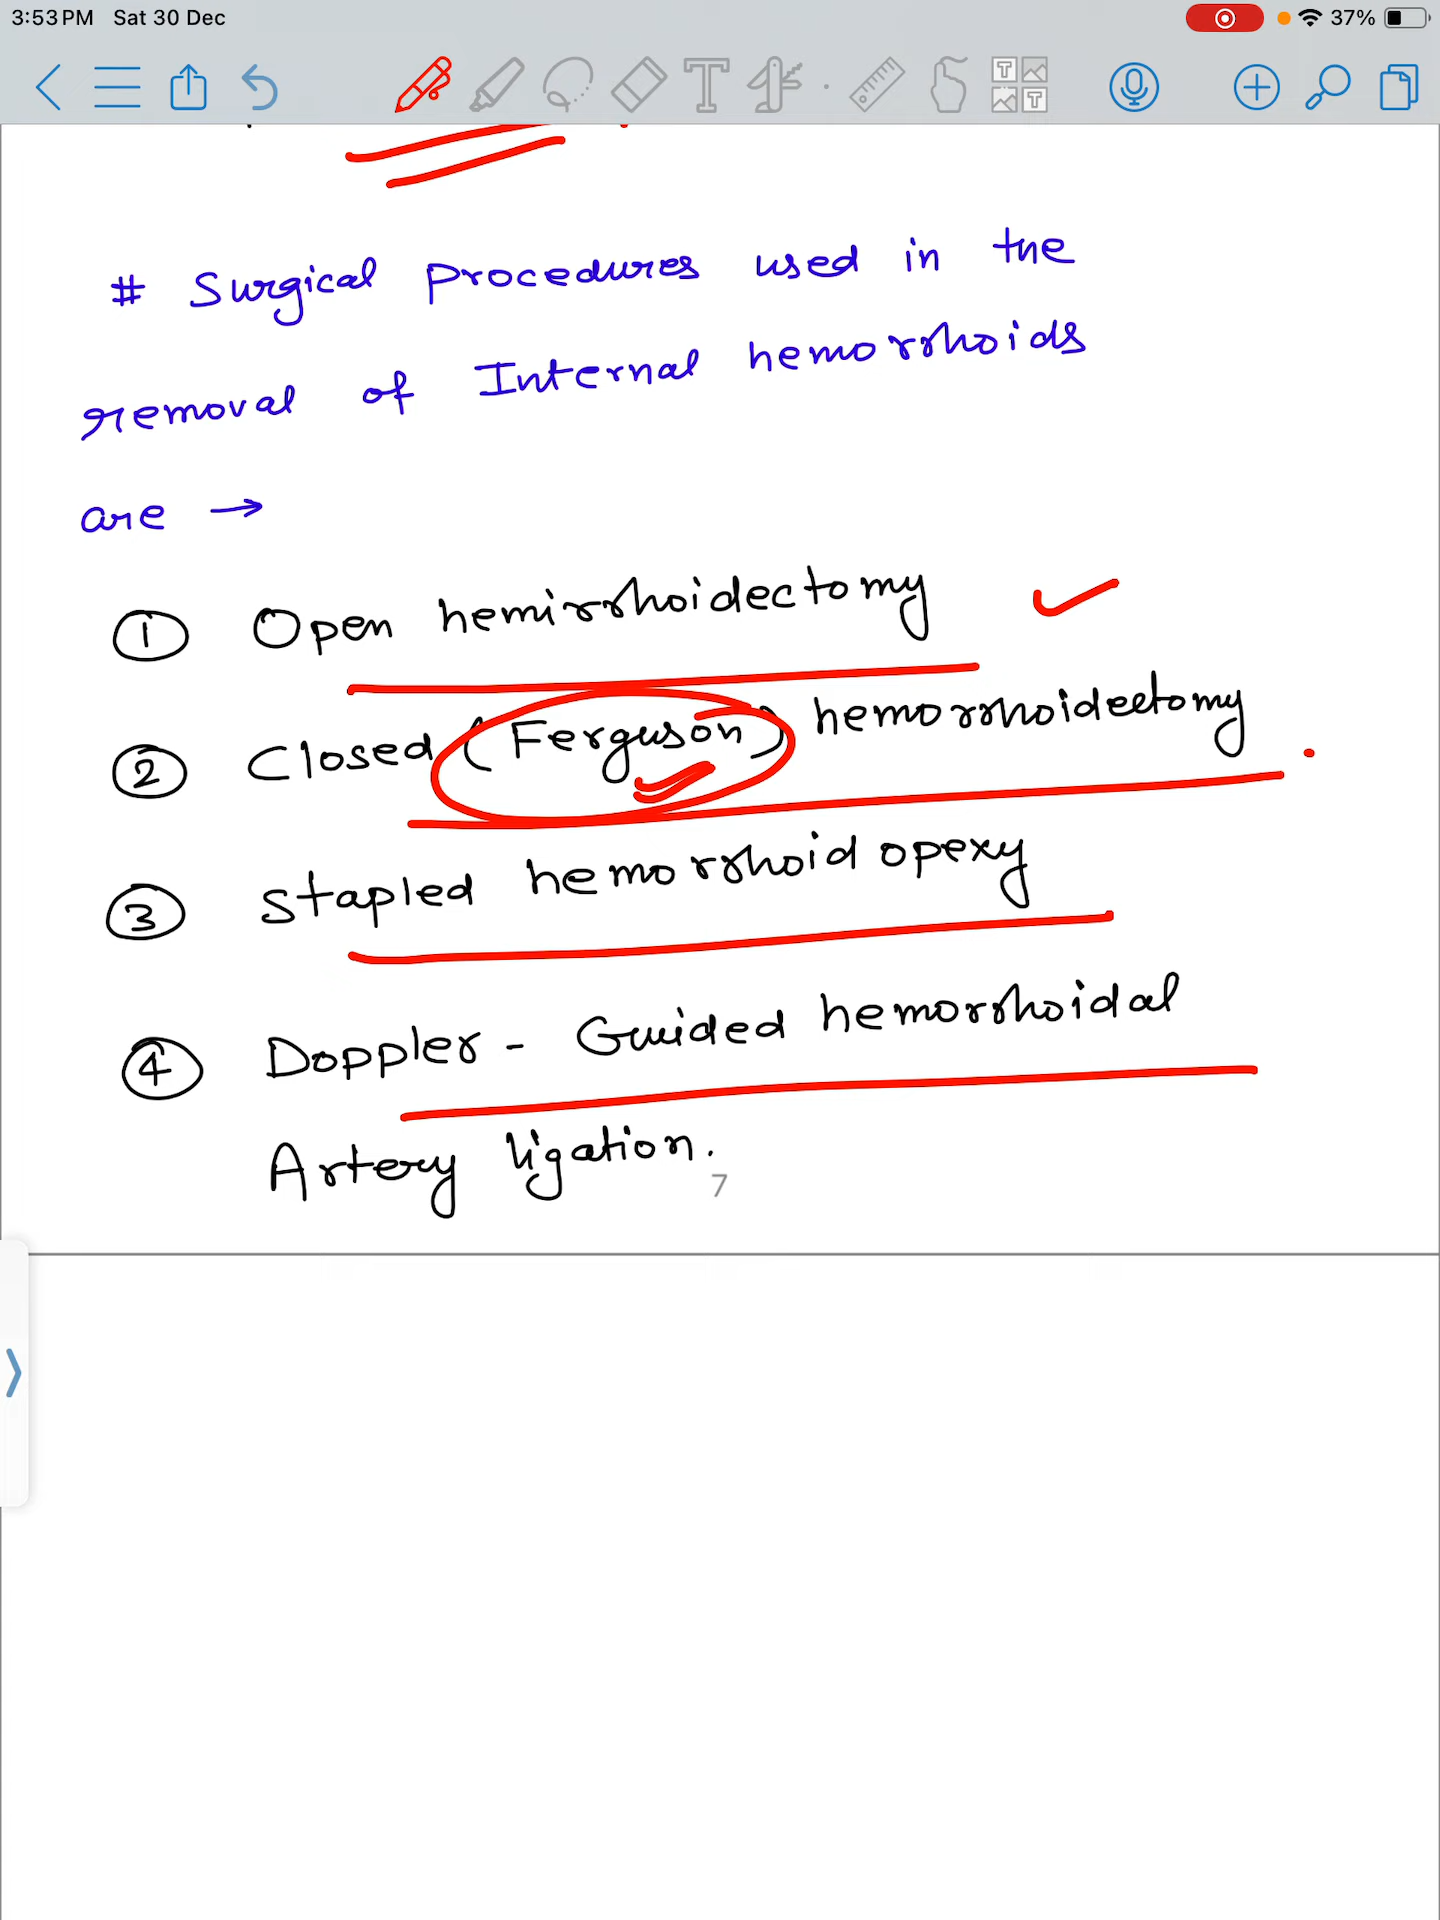 3:53 PM Sat 30 Dec 37%
# Surgical Procedures used in the
removal of Internal hemorrhoids
are →
① Open hemirrhoidectomy
② Closed (Ferguson) hemorrhoidectomy
③ Stapled hemorrhoidopexy
④ Doppler - Guided hemorrhoidal
Artery ligation.
7